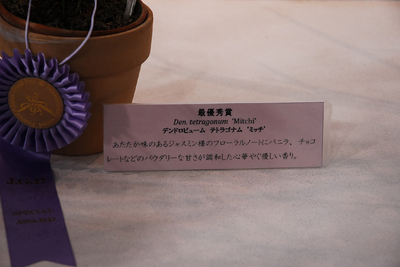 最優秀賞
Den. tetragonum 'Mitchi'
デンドロビューム テトラゴナム 'ミッチ'
あたたか味のあるジャスミン様のフローラルノートにバニラ、チョコ
レートなどのパウダリーな甘さが調和した心華やぐ優しい香り。